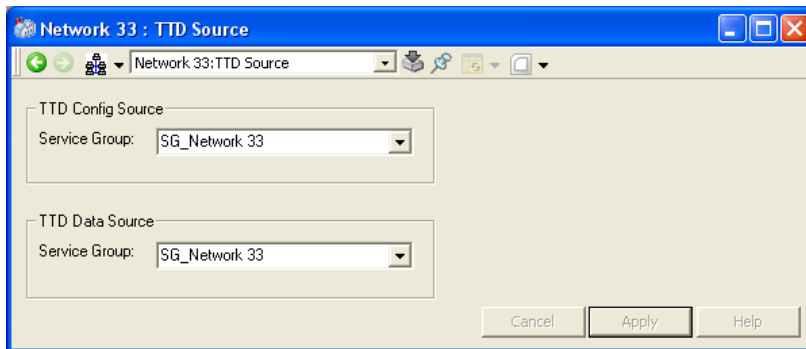 Network 33 : TTD Source
Network 33:TTD Source
TTD Config Source
Service Group: SG_Network 33
TTD Data Source
Service Group: SG_Network 33
Cancel Apply Help